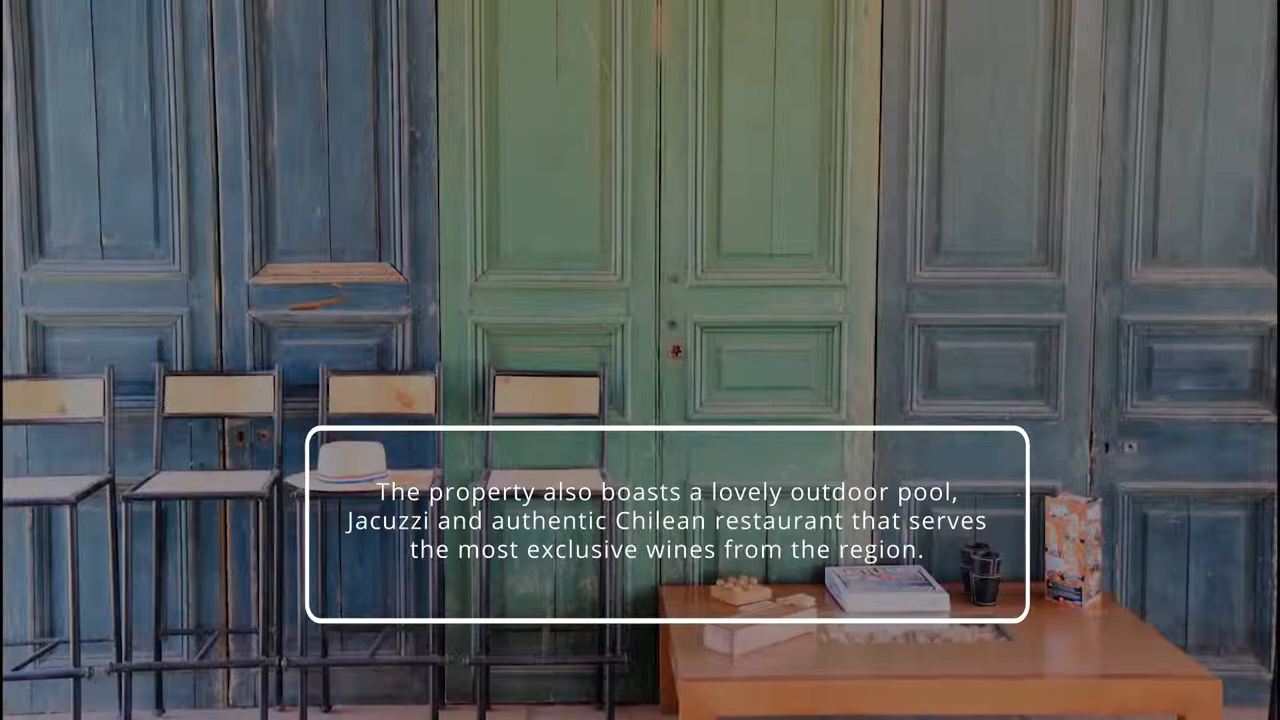 The property also boasts a lovely outdoor pool,
Jacuzzi and authentic Chilean restaurant that serves
the most exclusive wines from the region.